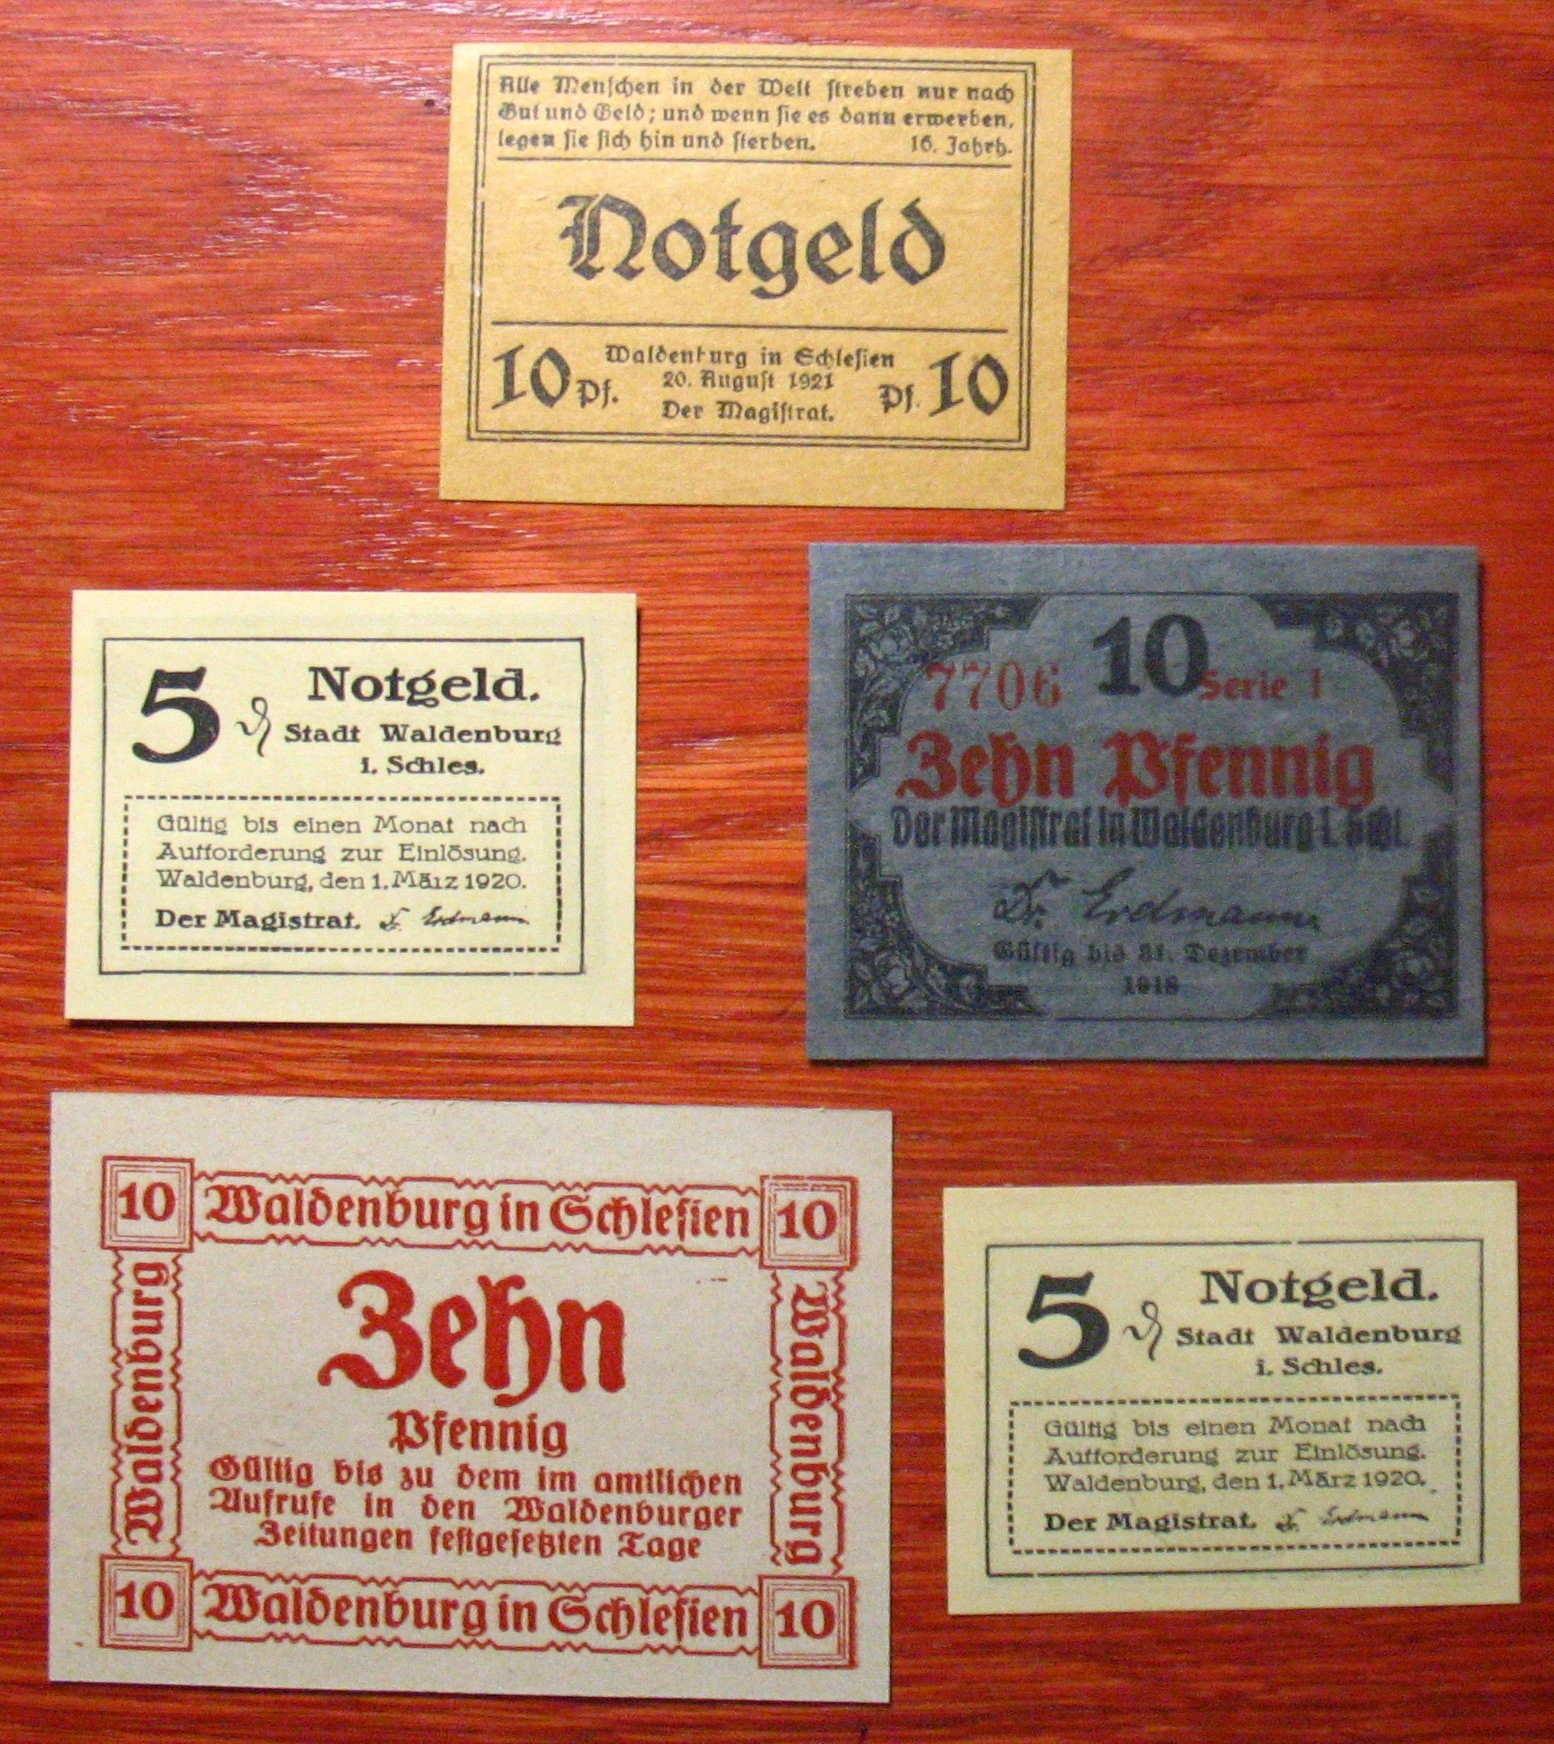 Alle Menschen in der Welt streben nur nach
Gut und Geld; und wenn sie es dann erwerben,
legen sie sich hin und sterben. 16. Jahrh.
Notgeld
10 Pf. Waldenburg in Schlesien Pf. 10
20. August 1921
Der Magistrat.
5 ₰ Notgeld.
Stadt Waldenburg
i. Schles.
Gültig bis einen Monat nach
Aufforderung zur Einlösung.
Waldenburg, den 1. März 1920.
Der Magistrat. Dr. Erdmann
7706 10 Serie I
Zehn Pfennig
Der Magistrat in Waldenburg i. Schl.
Dr. Erdmann
Gültig bis 31. Dezember
1918
10 Waldenburg in Schlesien 10
Waldenburg
Zehn
Pfennig
Gültig bis zu dem im amtlichen
Aufrufe in den Waldenburger
Zeitungen festgesetzten Tage
Waldenburg
10 Waldenburg in Schlesien 10
5 ₰ Notgeld.
Stadt Waldenburg
i. Schles.
Gültig bis einen Monat nach
Aufforderung zur Einlösung.
Waldenburg, den 1. März 1920.
Der Magistrat. Dr. Erdmann